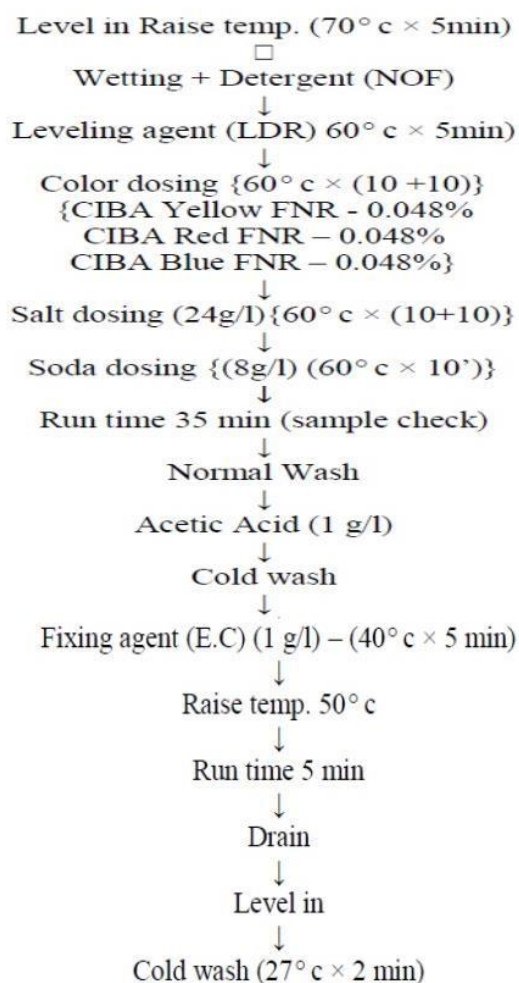 Level in Raise temp. (70° c × 5min)
□
Wetting + Detergent (NOF)
↓
Leveling agent (LDR) 60° c × 5min)
↓
Color dosing {60° c × (10 +10)}
{CIBA Yellow FNR - 0.048%
CIBA Red FNR – 0.048%
CIBA Blue FNR – 0.048%}
↓
Salt dosing (24g/l){60° c × (10+10)}
↓
Soda dosing {(8g/l) (60° c × 10’)}
↓
Run time 35 min (sample check)
↓
Normal Wash
↓
Acetic Acid (1 g/l)
↓
Cold wash
↓
Fixing agent (E.C) (1 g/l) – (40° c × 5 min)
↓
Raise temp. 50° c
↓
Run time 5 min
↓
Drain
↓
Level in
↓
Cold wash (27° c × 2 min)